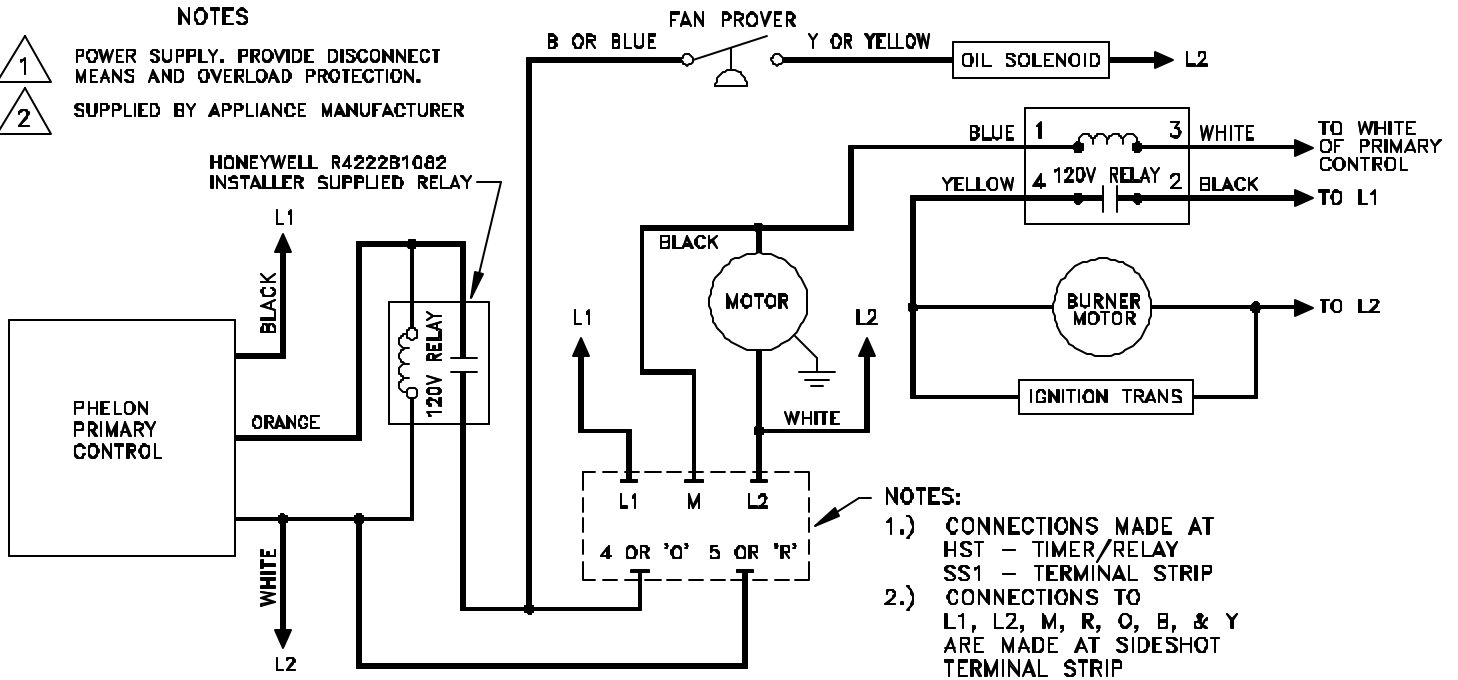 NOTES
1
POWER SUPPLY. PROVIDE DISCONNECT
MEANS AND OVERLOAD PROTECTION.
2
SUPPLIED BY APPLIANCE MANUFACTURER
HONEYWELL R4222B1082
INSTALLER SUPPLIED RELAY
FAN PROVER
B OR BLUE
Y OR YELLOW
OIL SOLENOID
L2
BLUE
1
3
WHITE
TO WHITE
OF PRIMARY
CONTROL
120V RELAY
YELLOW
4
2
BLACK
TO L1
L1
BLACK
PHELON
PRIMARY
CONTROL
ORANGE
120V RELAY
WHITE
L2
BLACK
MOTOR
L1
L2
WHITE
BURNER
MOTOR
TO L2
IGNITION TRANS
L1
M
L2
4 OR 'O'
5 OR 'R'
NOTES:
1.) CONNECTIONS MADE AT
HST - TIMER/RELAY
SS1 - TERMINAL STRIP
2.) CONNECTIONS TO
L1, L2, M, R, O, B, & Y
ARE MADE AT SIDESHOT
TERMINAL STRIP